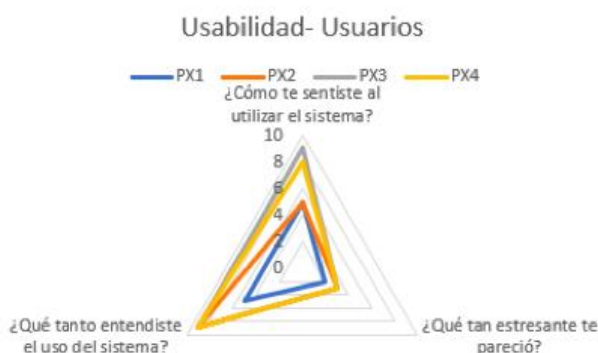 Usabilidad- Usuarios
PX1 PX2 PX3 PX4
¿Cómo te sentiste al
utilizar el sistema?
10
8
6
4
2
0
¿Qué tanto entendiste
el uso del sistema?
¿Qué tan estresante te
pareció?